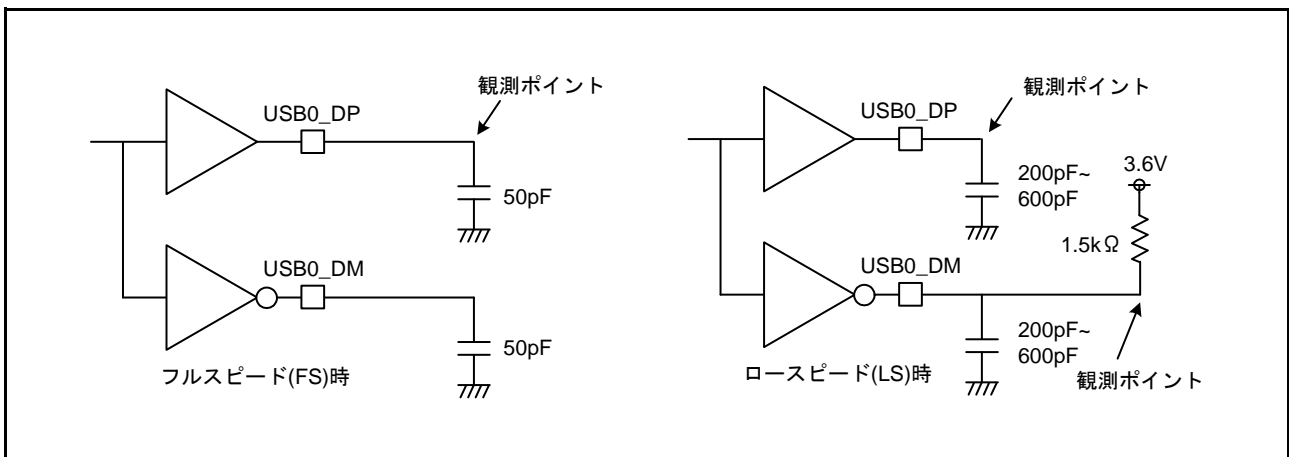 観測ポイント
USB0_DP
50pF
USB0_DM
50pF
フルスピード(FS)時
観測ポイント
USB0_DP
200pF~
600pF
3.6V
1.5kΩ
USB0_DM
200pF~
600pF
ロースピード(LS)時
観測ポイント